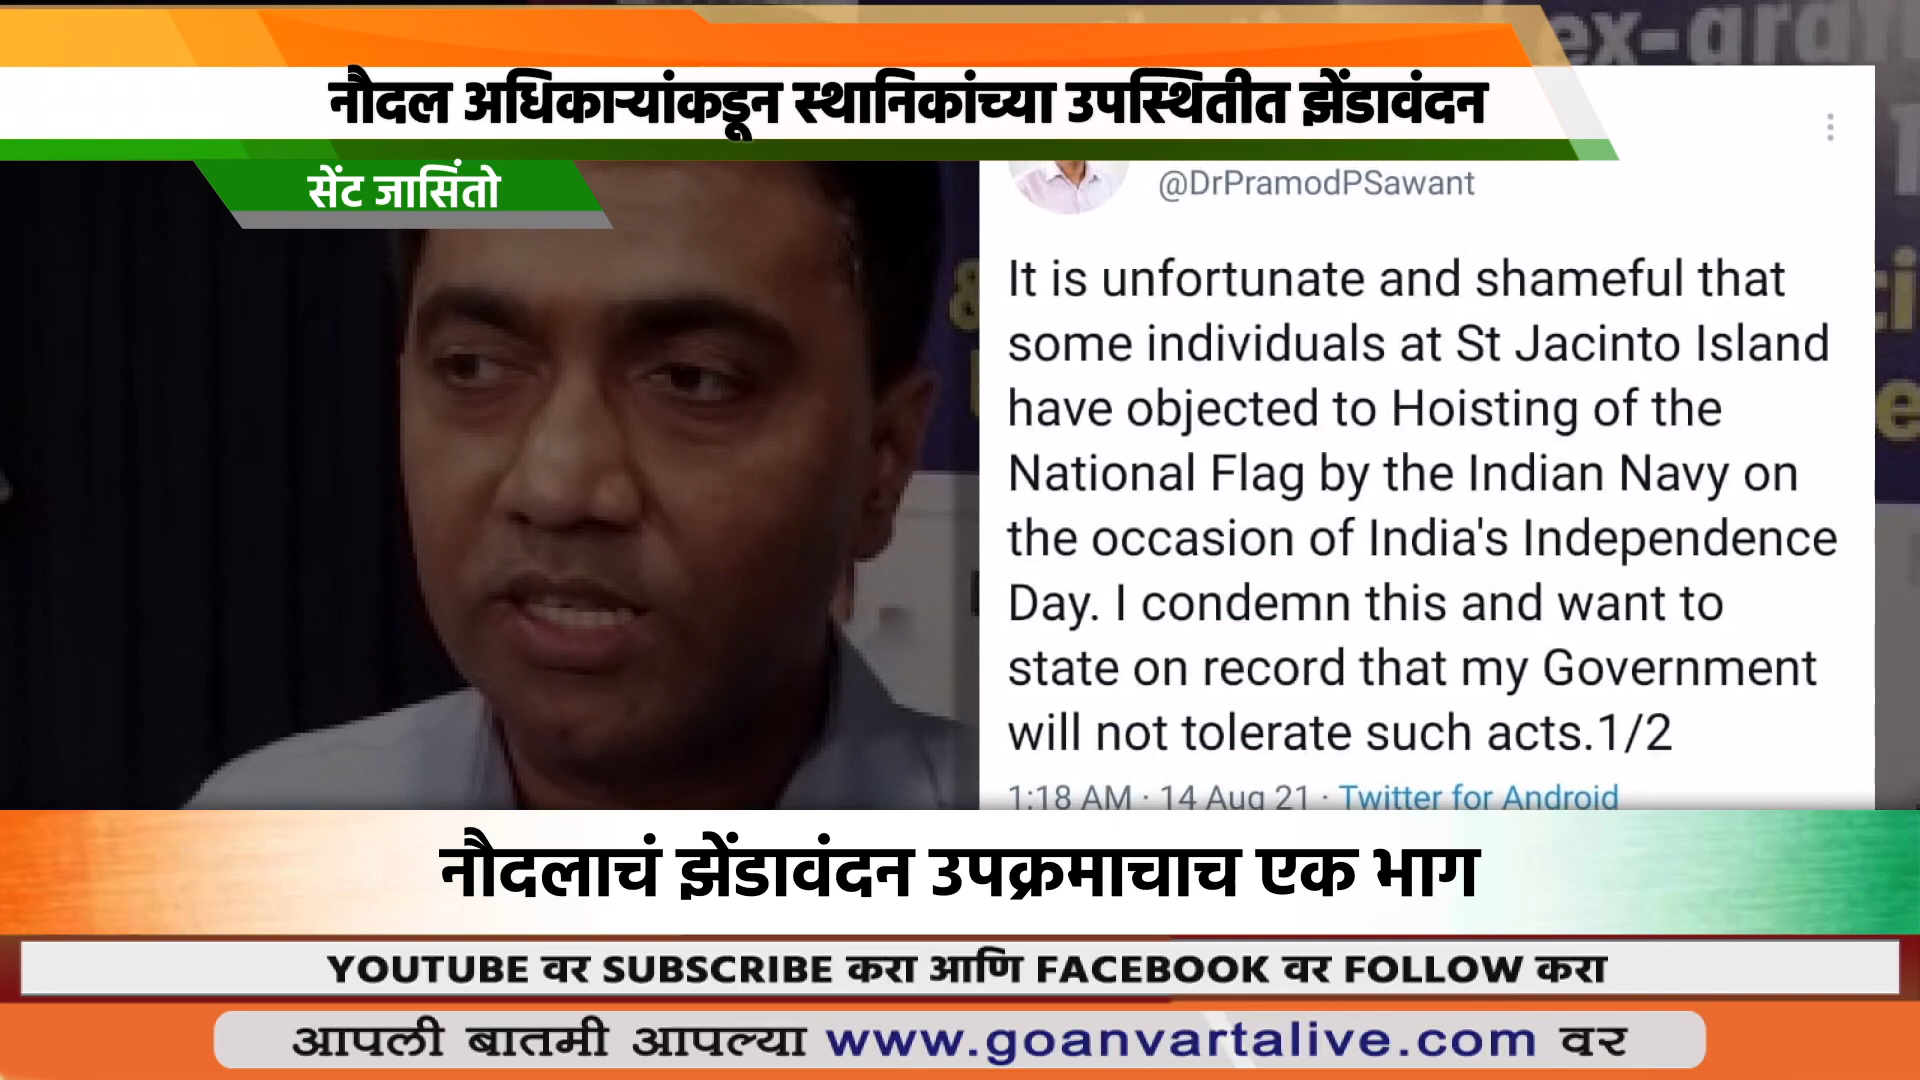 ex-graft
नौदल अधिकाऱ्यांकडून स्थानिकांच्या उपस्थितीत झेंडावंदन
सेंट जासिंतो
@DrPramodPSawant
It is unfortunate and shameful that
some individuals at St Jacinto Island
have objected to Hoisting of the
National Flag by the Indian Navy on
the occasion of India's Independence
Day. I condemn this and want to
state on record that my Government
will not tolerate such acts.1/2
1:18 AM · 14 Aug 21 · Twitter for Android
नौदलाचं झेंडावंदन उपक्रमाचाच एक भाग
YOUTUBE वर SUBSCRIBE करा आणि FACEBOOK वर FOLLOW करा
आपली बातमी आपल्या www.goanvartalive.com वर